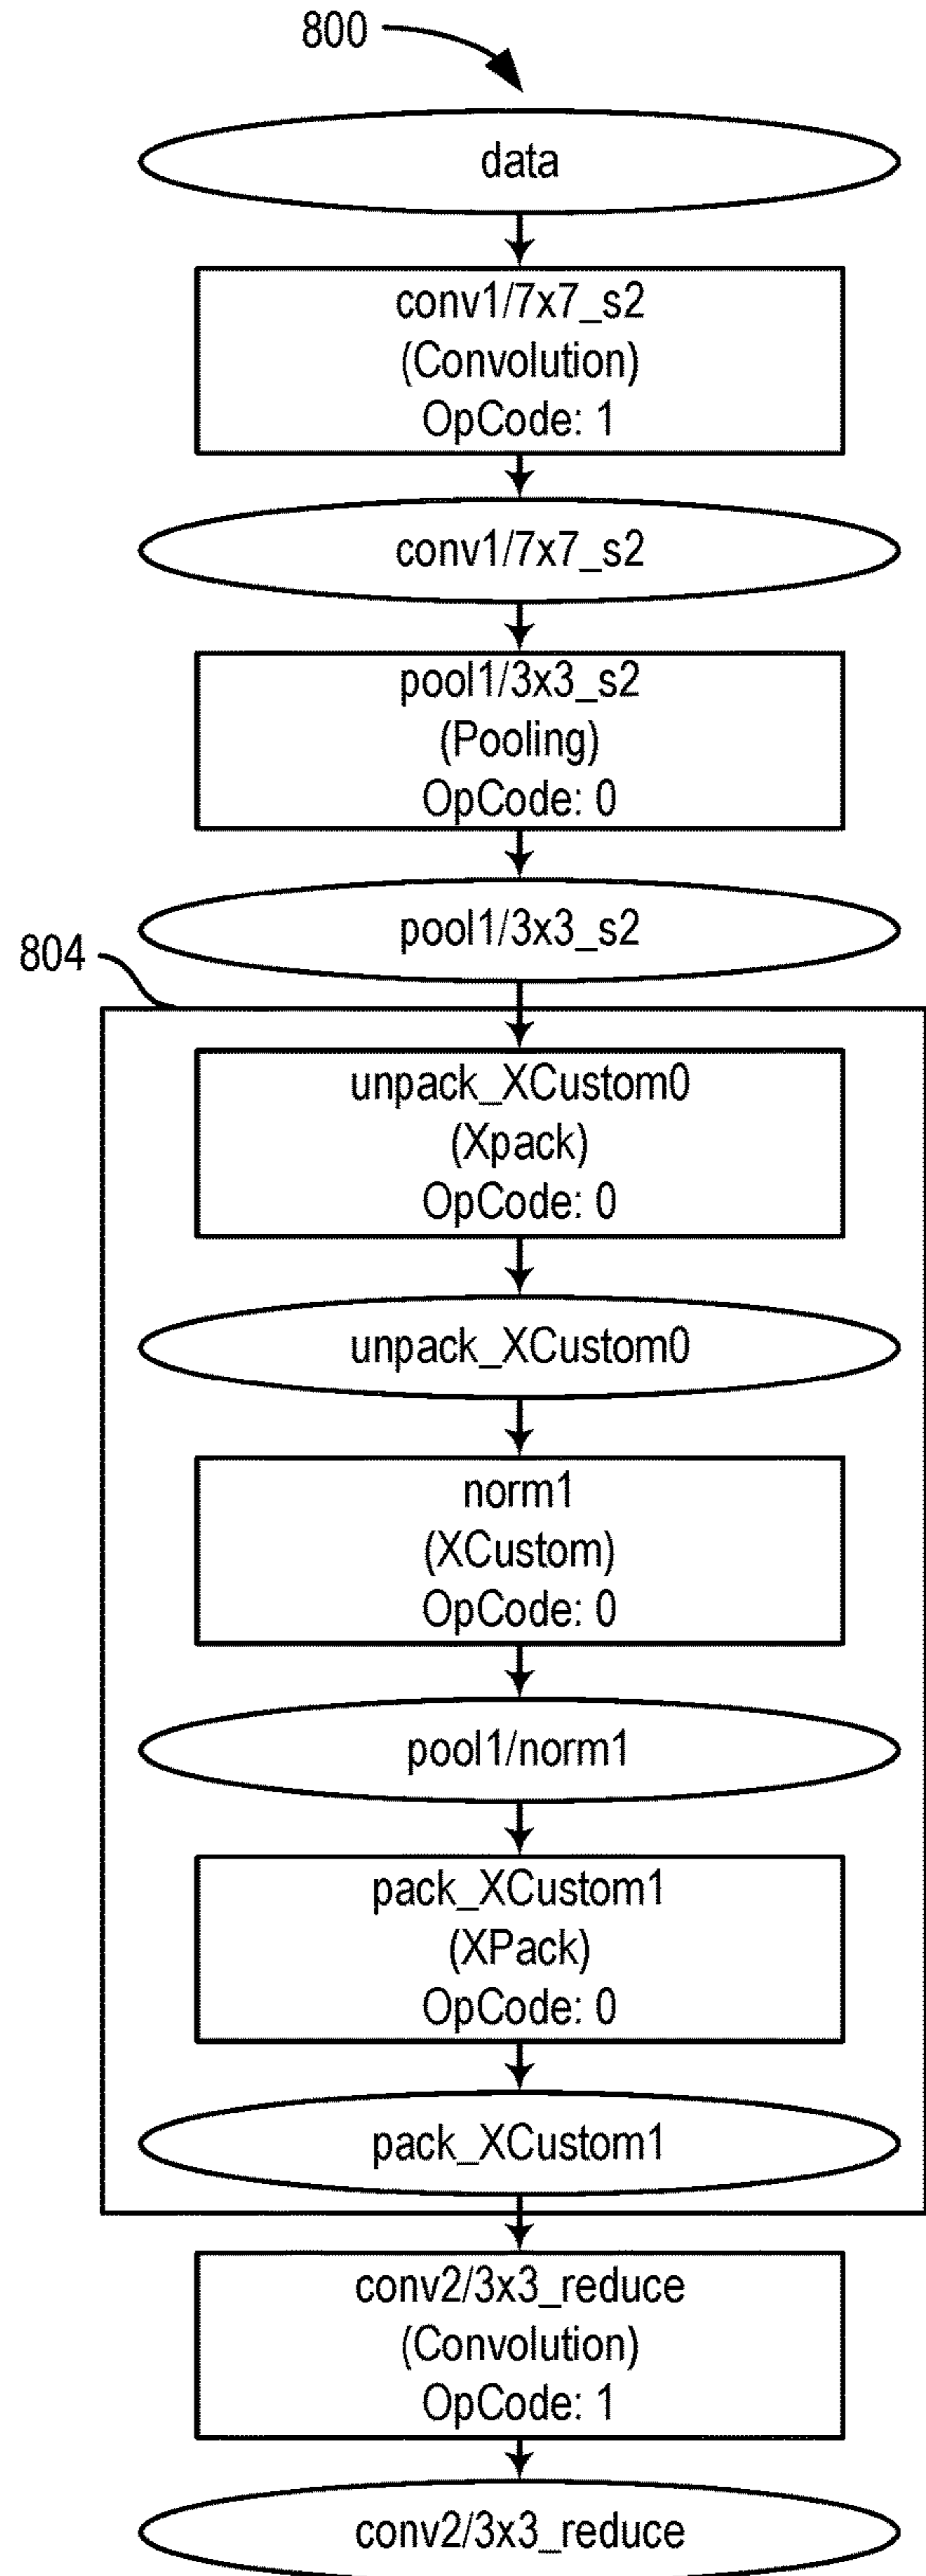 800
data
conv1/7x7_s2
(Convolution)
OpCode: 1
conv1/7x7_s2
pool1/3x3_s2
(Pooling)
OpCode: 0
pool1/3x3_s2
804
unpack_XCustom0
(Xpack)
OpCode: 0
unpack_XCustom0
norm1
(XCustom)
OpCode: 0
pool1/norm1
pack_XCustom1
(XPack)
OpCode: 0
pack_XCustom1
conv2/3x3_reduce
(Convolution)
OpCode: 1
conv2/3x3_reduce